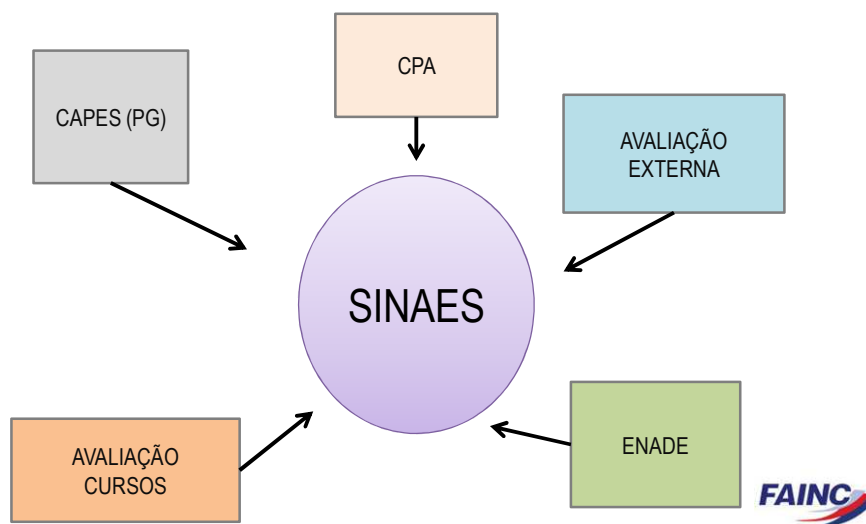 CPA
CAPES (PG)
AVALIAÇÃO
EXTERNA
SINAES
AVALIAÇÃO
CURSOS
ENADE
FAINC